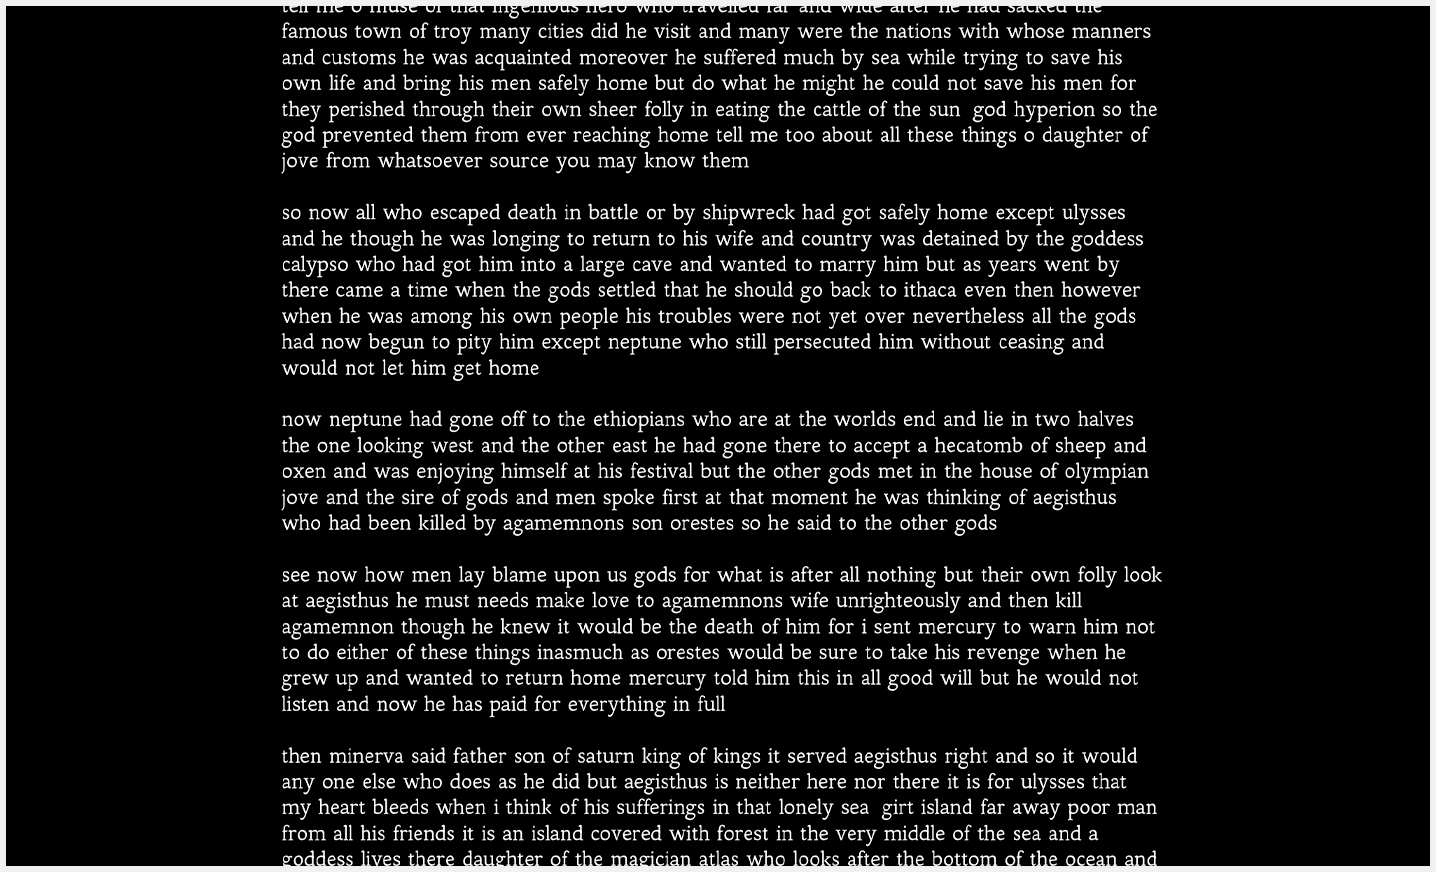 tell me o muse of that ingenious hero who travelled far and wide after he had sacked the
famous town of troy many cities did he visit and many were the nations with whose manners
and customs he was acquainted moreover he suffered much by sea while trying to save his
own life and bring his men safely home but do what he might he could not save his men for
they perished through their own sheer folly in eating the cattle of the sun  god hyperion so the
god prevented them from ever reaching home tell me too about all these things o daughter of
jove from whatsoever source you may know them

so now all who escaped death in battle or by shipwreck had got safely home except ulysses
and he though he was longing to return to his wife and country was detained by the goddess
calypso who had got him into a large cave and wanted to marry him but as years went by
there came a time when the gods settled that he should go back to ithaca even then however
when he was among his own people his troubles were not yet over nevertheless all the gods
had now begun to pity him except neptune who still persecuted him without ceasing and
would not let him get home

now neptune had gone off to the ethiopians who are at the worlds end and lie in two halves
the one looking west and the other east he had gone there to accept a hecatomb of sheep and
oxen and was enjoying himself at his festival but the other gods met in the house of olympian
jove and the sire of gods and men spoke first at that moment he was thinking of aegisthus
who had been killed by agamemnons son orestes so he said to the other gods

see now how men lay blame upon us gods for what is after all nothing but their own folly look
at aegisthus he must needs make love to agamemnons wife unrighteously and then kill
agamemnon though he knew it would be the death of him for i sent mercury to warn him not
to do either of these things inasmuch as orestes would be sure to take his revenge when he
grew up and wanted to return home mercury told him this in all good will but he would not
listen and now he has paid for everything in full

then minerva said father son of saturn king of kings it served aegisthus right and so it would
any one else who does as he did but aegisthus is neither here nor there it is for ulysses that
my heart bleeds when i think of his sufferings in that lonely sea  girt island far away poor man
from all his friends it is an island covered with forest in the very middle of the sea and a
goddess lives there daughter of the magician atlas who looks after the bottom of the ocean and